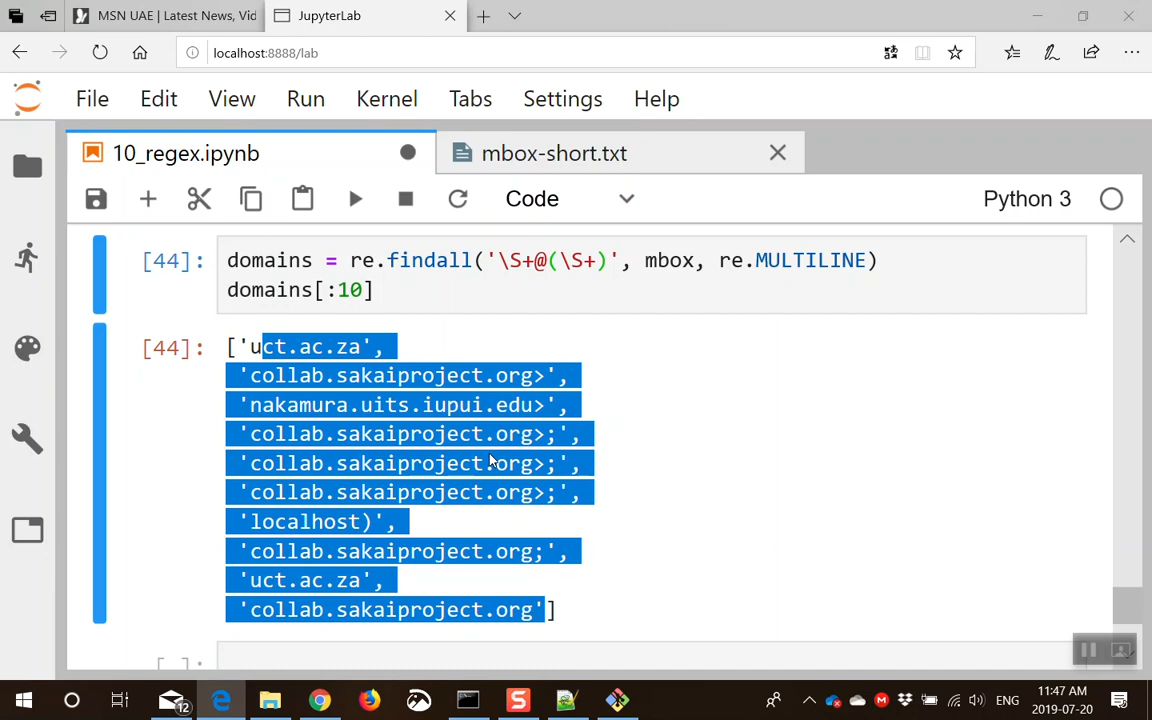 MSN UAE | Latest News, Vid
JupyterLab
localhost:8888/lab
File Edit View Run Kernel Tabs Settings Help
10_regex.ipynb
mbox-short.txt
Code
Python 3
[44]: domains = re.findall('\S+@(\S+)', mbox, re.MULTILINE)
domains[:10]
[44]: ['uct.ac.za',
'collab.sakaiproject.org>',
'nakamura.uits.iupui.edu>',
'collab.sakaiproject.org>;',
'collab.sakaiproject.org>;',
'collab.sakaiproject.org>;',
'localhost)',
'collab.sakaiproject.org;',
'uct.ac.za',
'collab.sakaiproject.org']
[ ]:
12
ENG
11:47 AM
2019-07-20